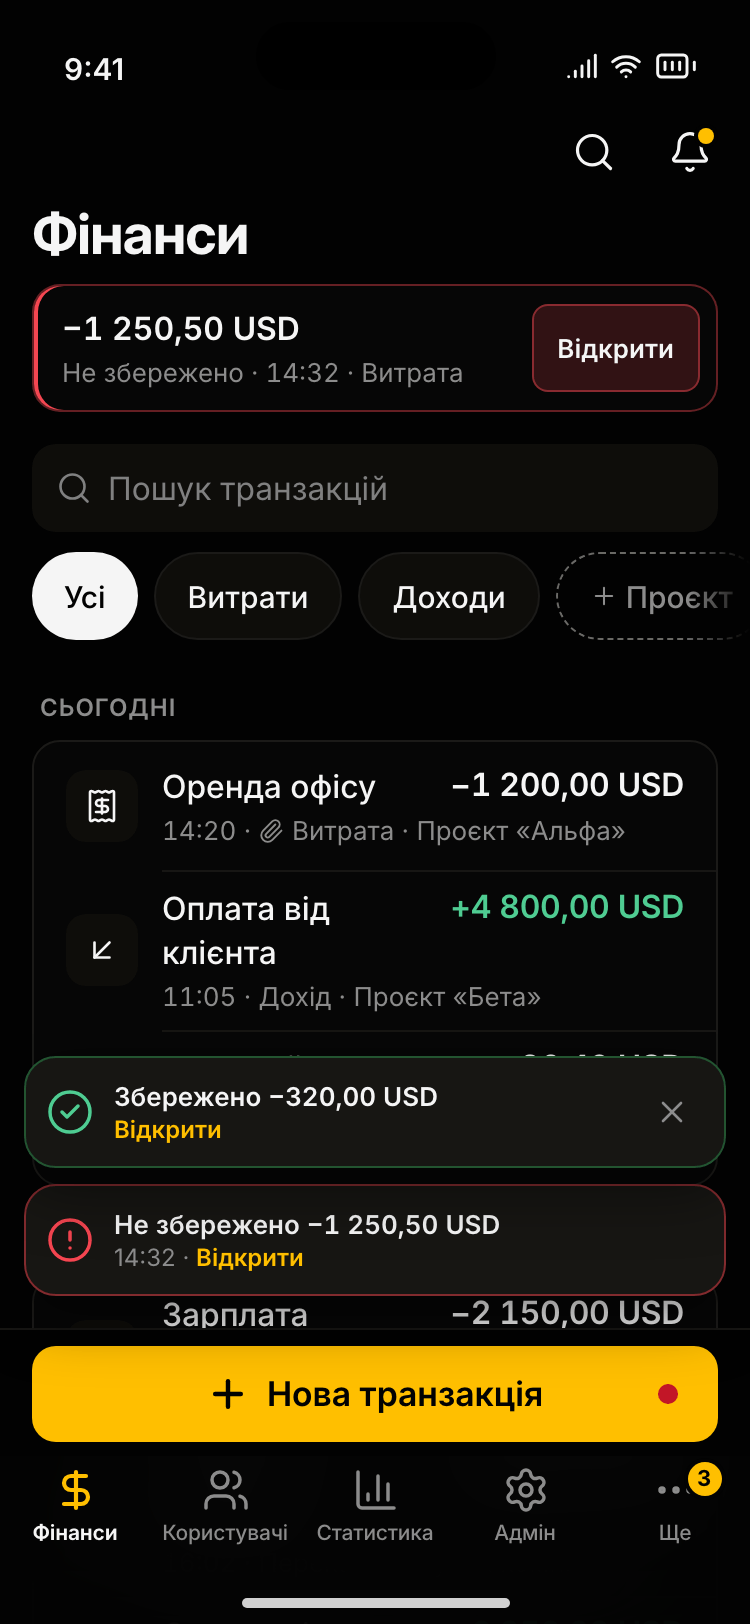 9:41
Фінанси
−1 250,50 USD
Не збережено · 14:32 · Витрата
Відкрити
Пошук транзакцій
Усі
Витрати
Доходи
+ Проєкт
СЬОГОДНІ
Оренда офісу
−1 200,00 USD
14:20 · Витрата · Проєкт «Альфа»
Оплата від
клієнта
+4 800,00 USD
11:05 · Дохід · Проєкт «Бета»
Збережено −320,00 USD
Відкрити
Не збережено −1 250,50 USD
14:32 · Відкрити
Зарплата
−2 150,00 USD
+ Нова транзакція
3
Фінанси
Користувачі
Статистика
Адмін
Ще